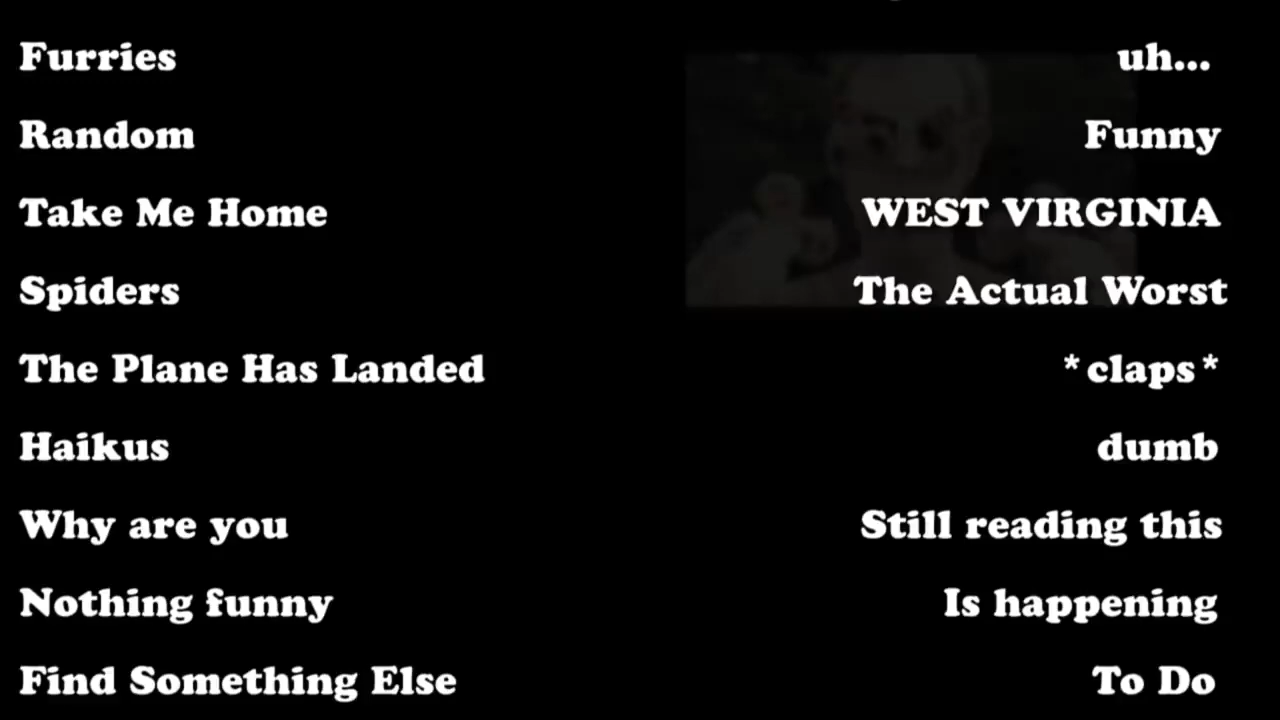 Furries uh...
Random Funny
Take Me Home WEST VIRGINIA
Spiders The Actual Worst
The Plane Has Landed *claps*
Haikus dumb
Why are you Still reading this
Nothing funny Is happening
Find Something Else To Do